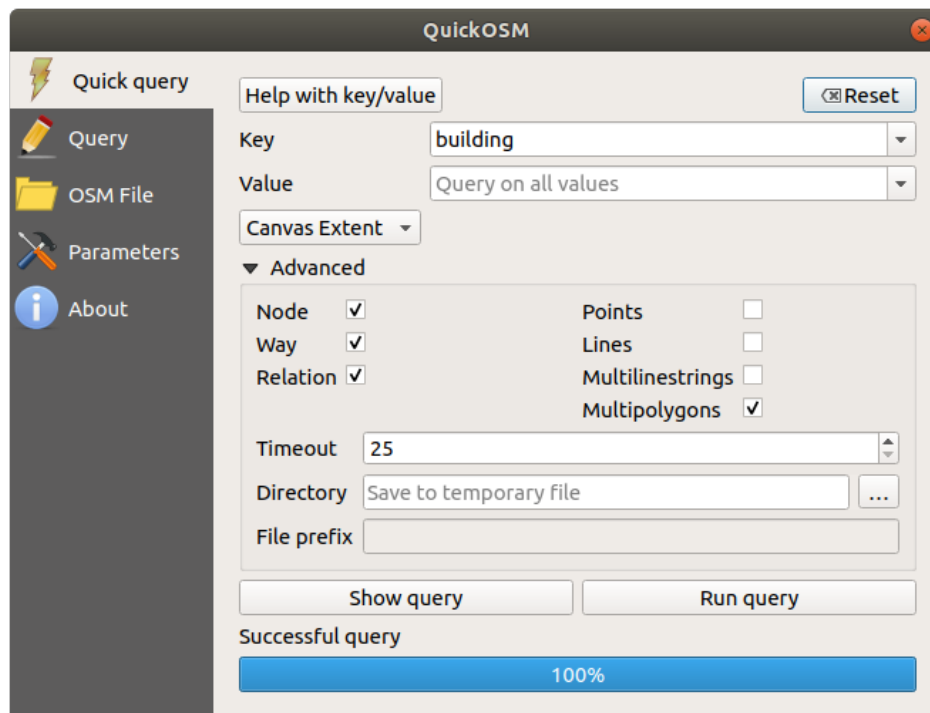 QuickOSM
Quick query
Query
OSM File
Parameters
About
Help with key/value
Reset
Key building
Value Query on all values
Canvas Extent
Advanced
Node Points
Way Lines
Relation Multilinestrings
Multipolygons
Timeout 25
Directory Save to temporary file ...
File prefix
Show query Run query
Successful query
100%